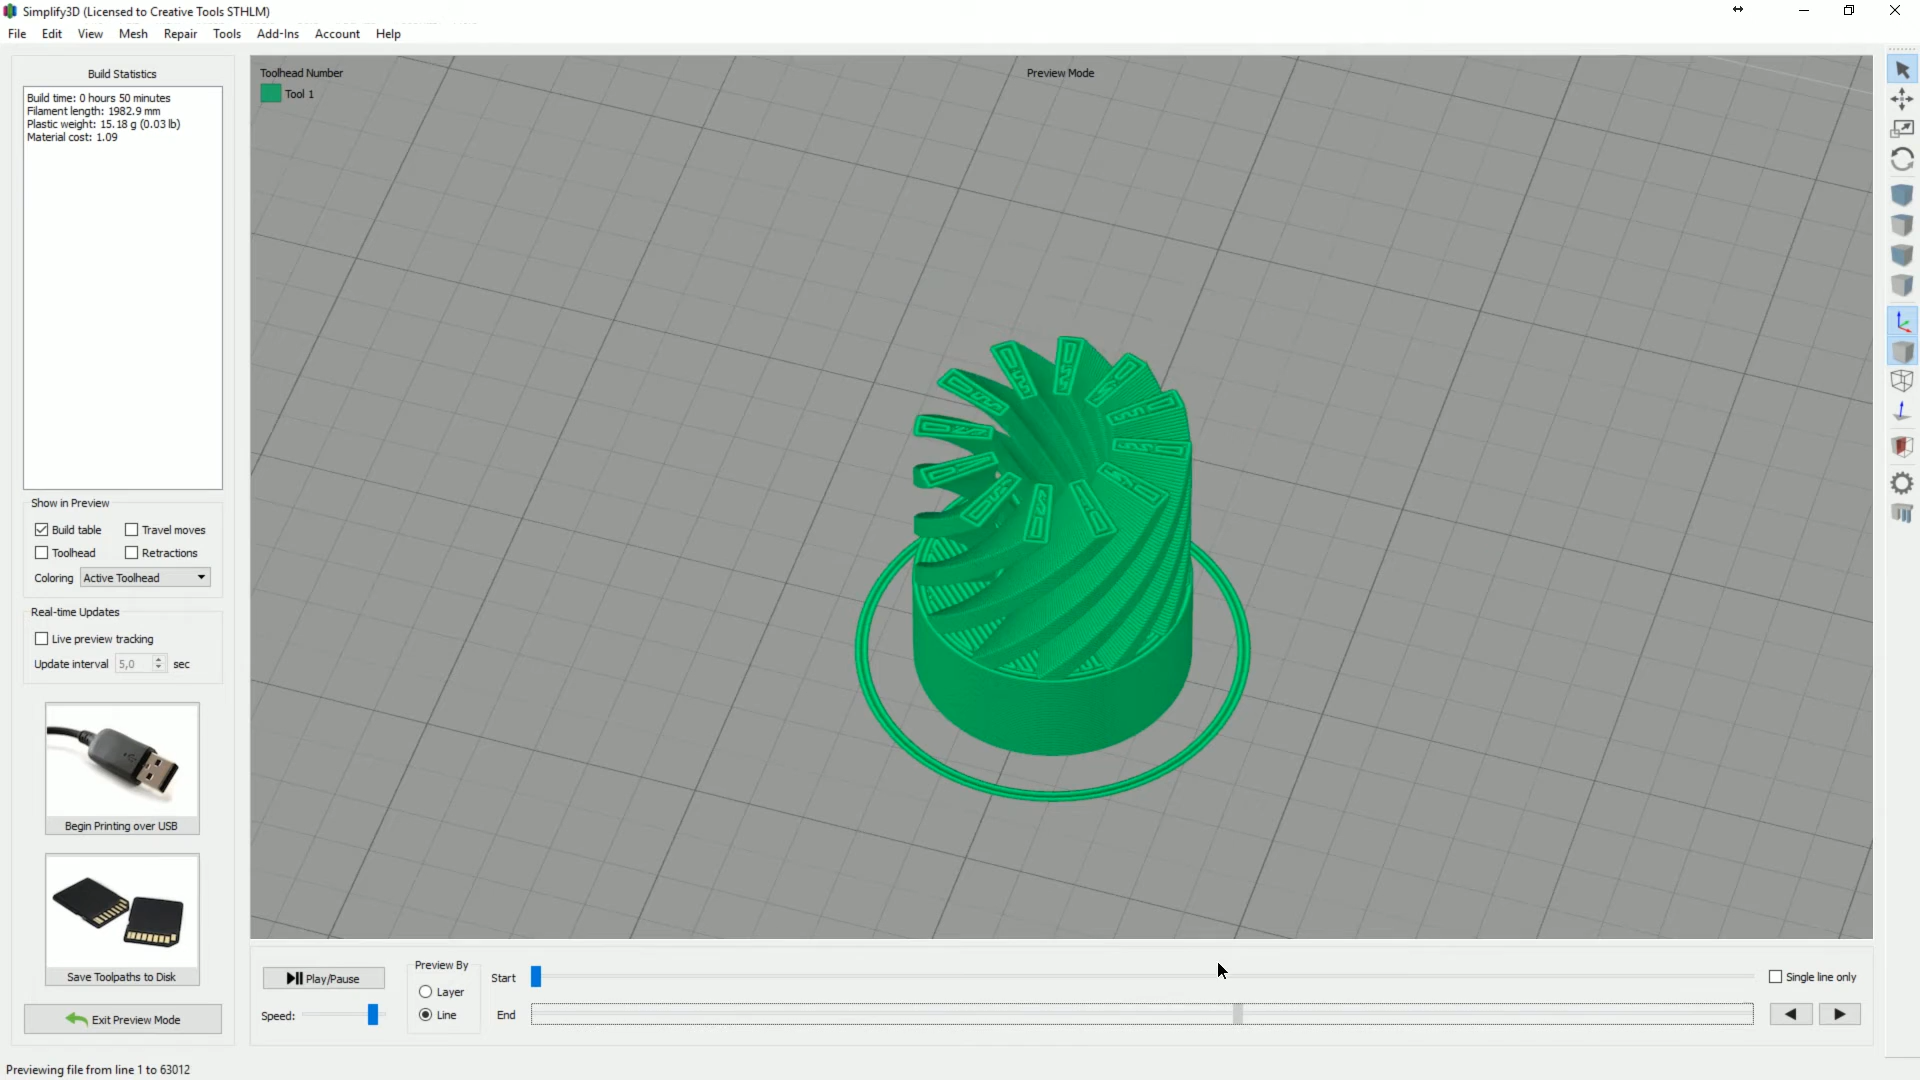 Simplify3D (Licensed to Creative Tools STHLM)
File Edit View Mesh Repair Tools Add-Ins Account Help
Build Statistics
Build time: 0 hours 50 minutes
Filament length: 1982.9 mm
Plastic weight: 15.18 g (0.03 lb)
Material cost: 1.09
Toolhead Number
Tool 1
Preview Mode
Show in Preview
Build table Travel moves
Toolhead Retractions
Coloring Active Toolhead
Real-time Updates
Live preview tracking
Update interval 5,0 sec
Begin Printing over USB
Save Toolpaths to Disk
Exit Preview Mode
Play/Pause
Speed:
Preview By
Layer
Line
Start
End
Single line only
Previewing file from line 1 to 63012